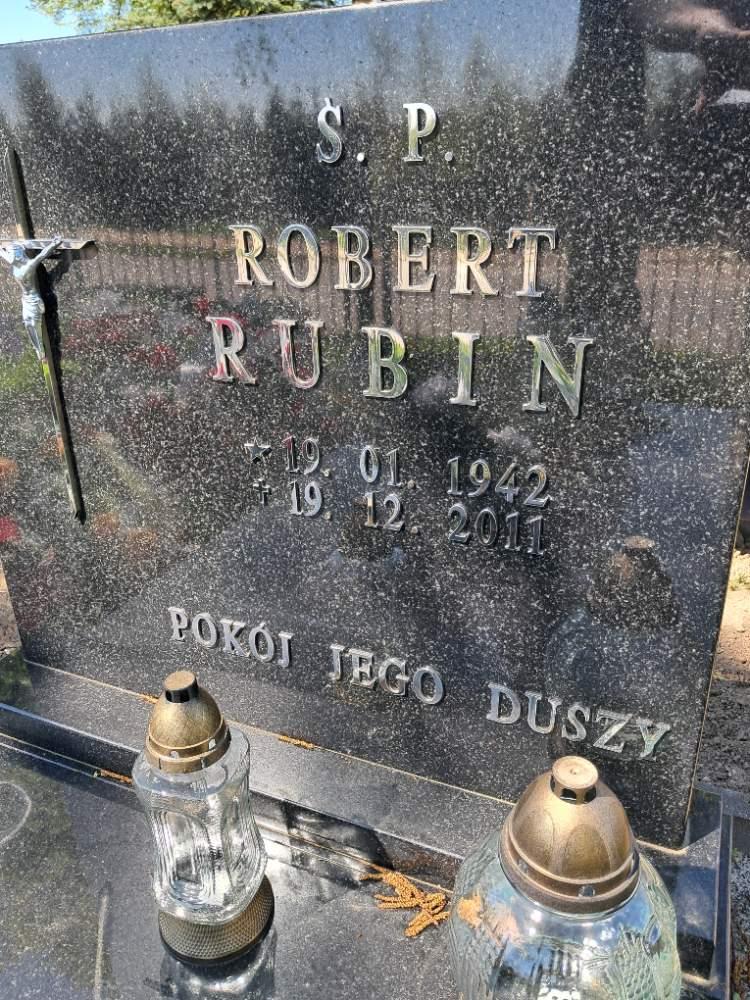 Ś. P.
ROBERT
RUBIN
19. 01. 1942
19. 12. 2011
POKÓJ JEGO DUSZY